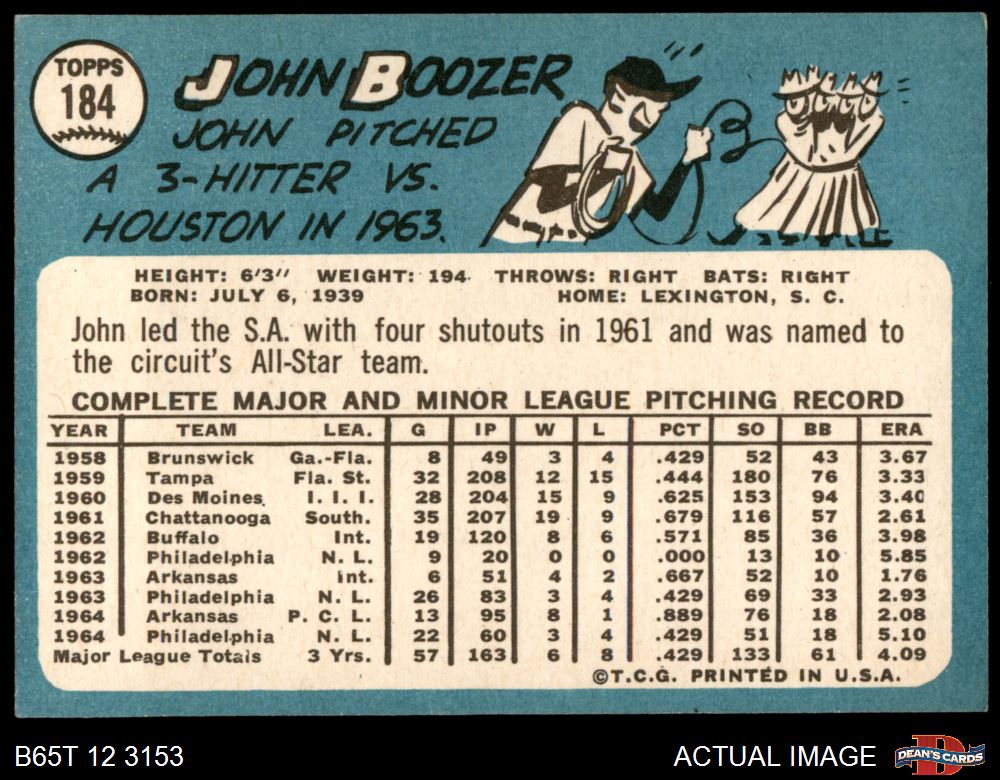 TOPPS
184
JOHN BOOZER
JOHN PITCHED
A 3-HITTER VS.
HOUSTON IN 1963.
HEIGHT: 6'3" WEIGHT: 194 THROWS: RIGHT BATS: RIGHT
BORN: JULY 6, 1939 HOME: LEXINGTON, S. C.
John led the S.A. with four shutouts in 1961 and was named to
the circuit's All-Star team.
COMPLETE MAJOR AND MINOR LEAGUE PITCHING RECORD
YEAR TEAM LEA. G IP W L PCT SO BB ERA
1958 Brunswick Ga.-Fla. 8 49 3 4 .429 52 43 3.67
1959 Tampa Fla. St. 32 208 12 15 .444 180 76 3.33
1960 Des Moines I. I. I. 28 204 15 9 .625 153 94 3.40
1961 Chattanooga South. 35 207 19 9 .679 116 57 2.61
1962 Buffalo Int. 19 120 8 6 .571 85 36 3.98
1962 Philadelphia N. L. 9 20 0 0 .000 13 10 5.85
1963 Arkansas Int. 6 51 4 2 .667 52 10 1.76
1963 Philadelphia N. L. 26 83 3 4 .429 69 33 2.93
1964 Arkansas P. C. L. 13 95 8 1 .889 76 18 2.08
1964 Philadelphia N. L. 22 60 3 4 .429 51 18 5.10
Major League Totals 3 Yrs. 57 163 6 8 .429 133 61 4.09
©T.C.G. PRINTED IN U.S.A.
B65T 12 3153 ACTUAL IMAGE DEAN'S CARDS